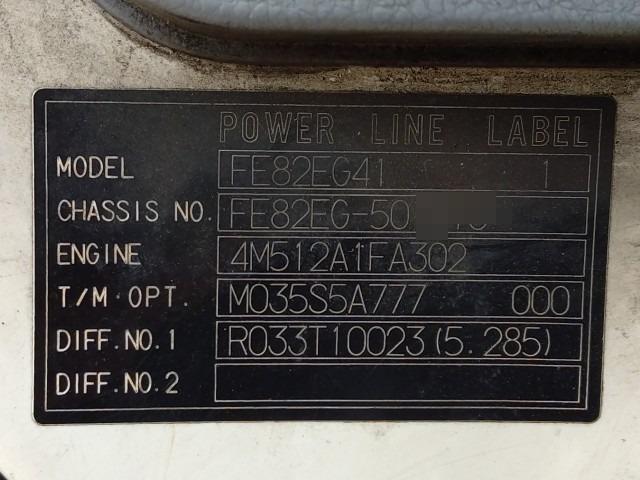 POWER LINE LABEL
MODEL FE82EG41 1
CHASSIS NO. FE82EG-50
ENGINE 4M512A1FA302
T/M OPT. M035S5A777 000
DIFF.NO.1 R033T10023(5.285)
DIFF.NO.2